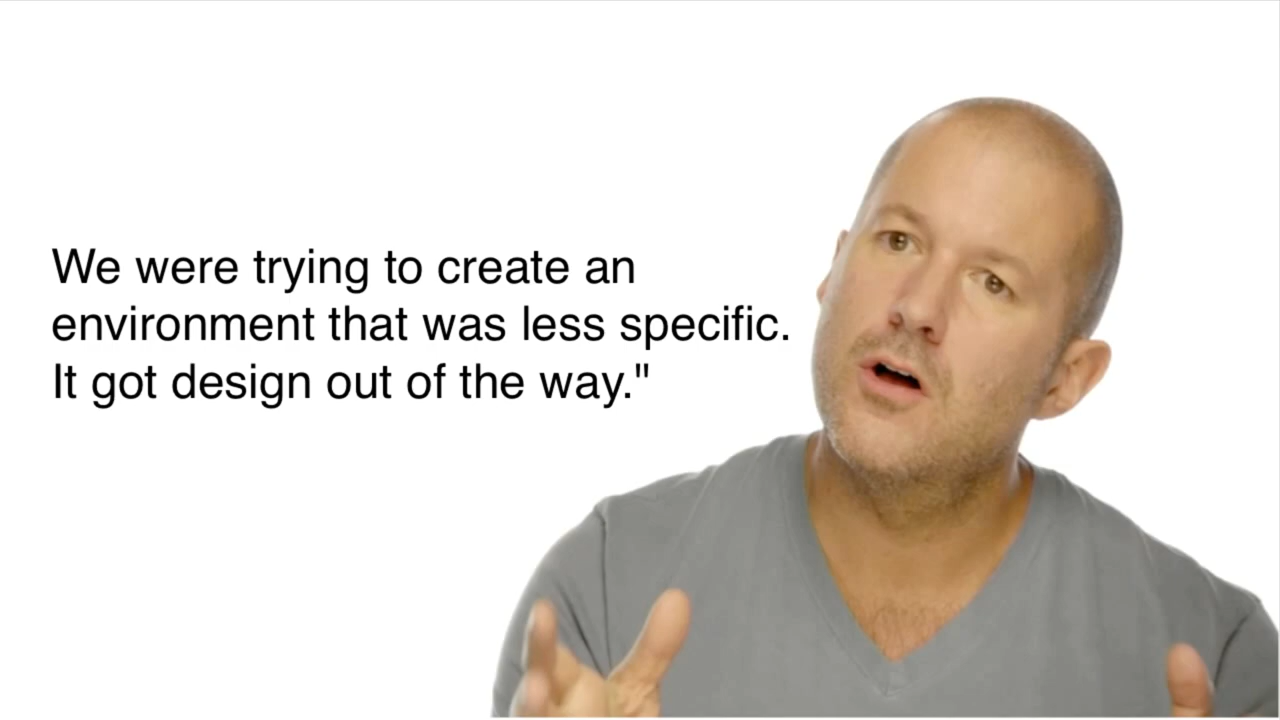 We were trying to create an
environment that was less specific.
It got design out of the way."